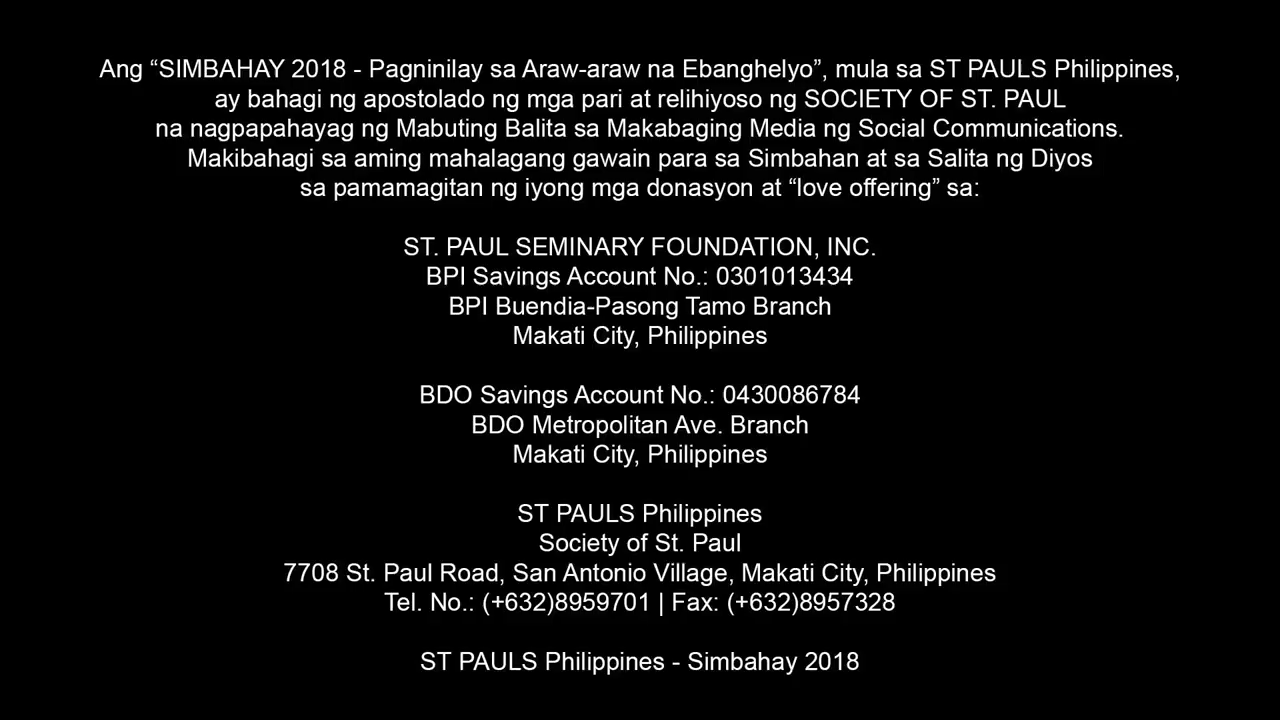 Ang “SIMBAHAY 2018 - Pagninilay sa Araw-araw na Ebanghelyo”, mula sa ST PAULS Philippines,
ay bahagi ng apostolado ng mga pari at relihiyoso ng SOCIETY OF ST. PAUL
na nagpapahayag ng Mabuting Balita sa Makabaging Media ng Social Communications.
Makibahagi sa aming mahalagang gawain para sa Simbahan at sa Salita ng Diyos
sa pamamagitan ng iyong mga donasyon at “love offering” sa:
ST. PAUL SEMINARY FOUNDATION, INC.
BPI Savings Account No.: 0301013434
BPI Buendia-Pasong Tamo Branch
Makati City, Philippines
BDO Savings Account No.: 0430086784
BDO Metropolitan Ave. Branch
Makati City, Philippines
ST PAULS Philippines
Society of St. Paul
7708 St. Paul Road, San Antonio Village, Makati City, Philippines
Tel. No.: (+632)8959701 | Fax: (+632)8957328
ST PAULS Philippines - Simbahay 2018